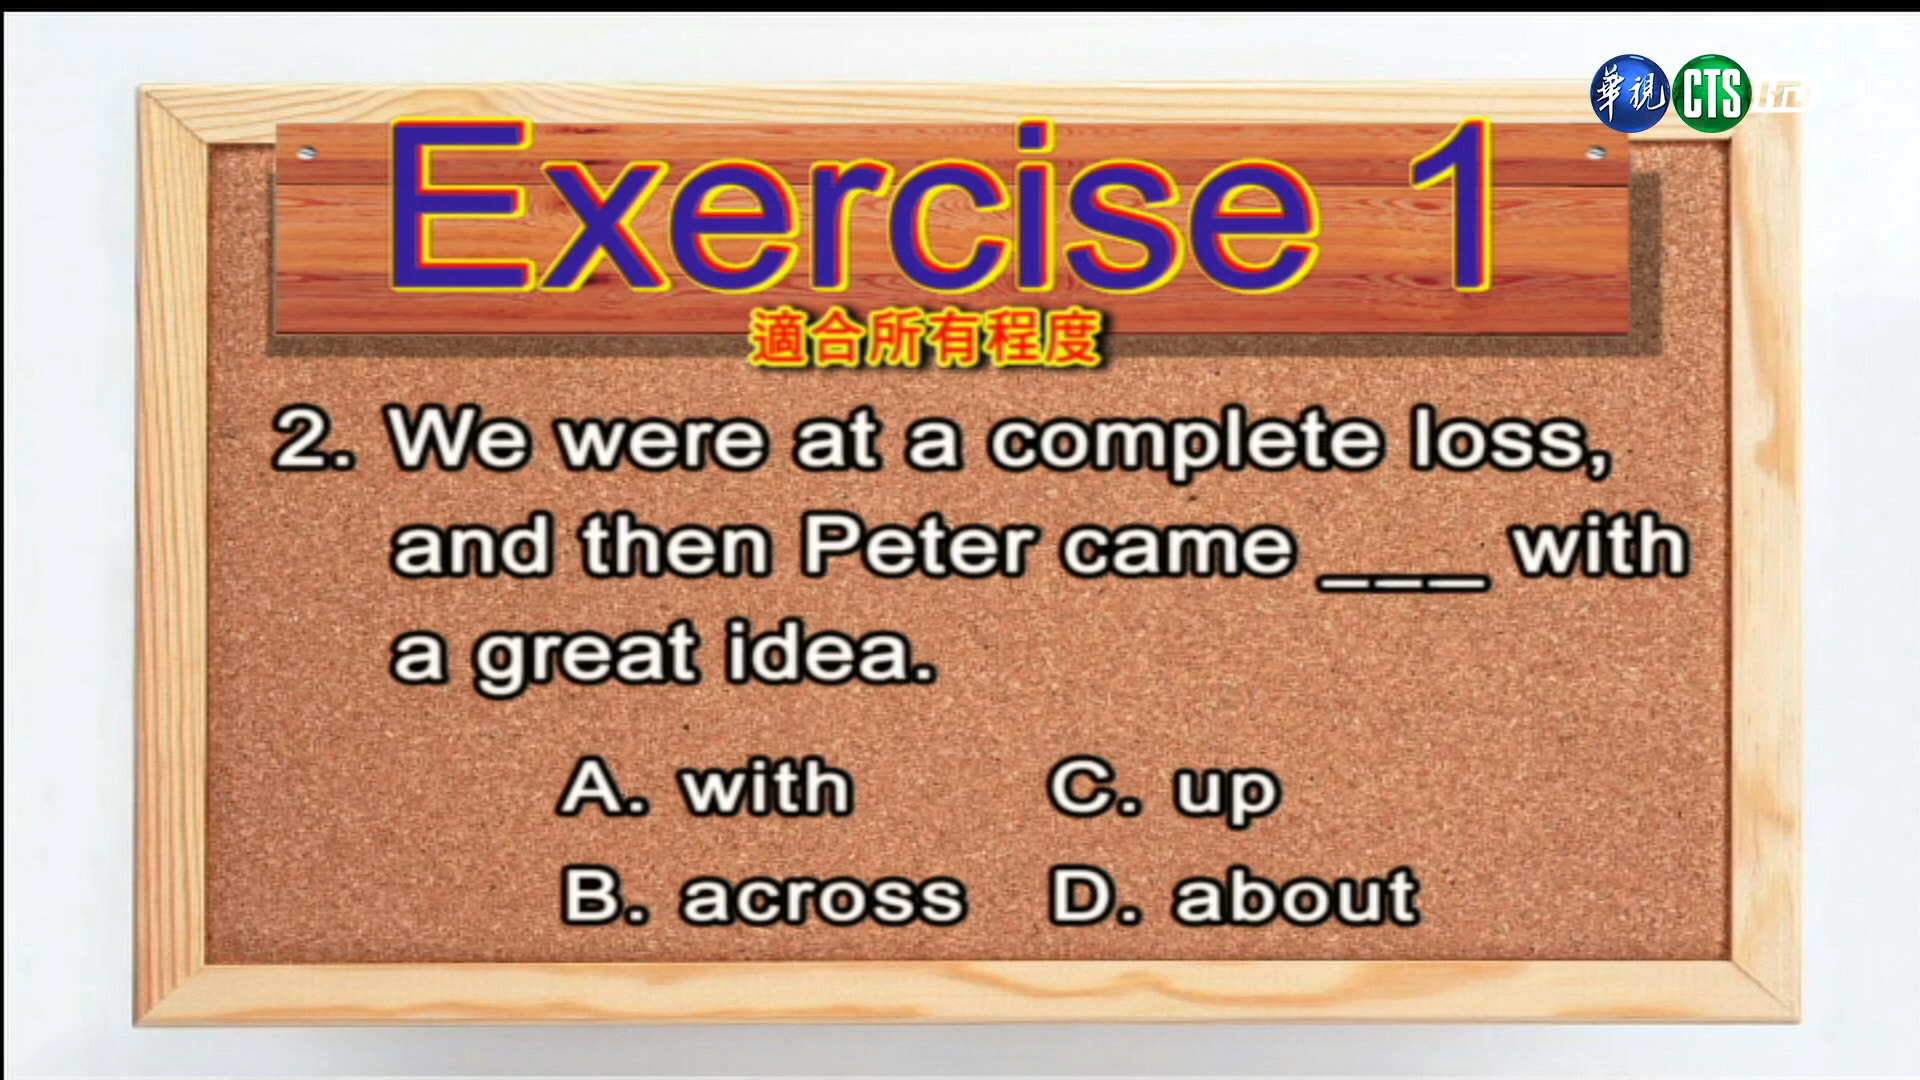 華視 CTS HD
Exercise 1
適合所有程度
2. We were at a complete loss,
and then Peter came ___ with
a great idea.
A. with
B. across
C. up
D. about